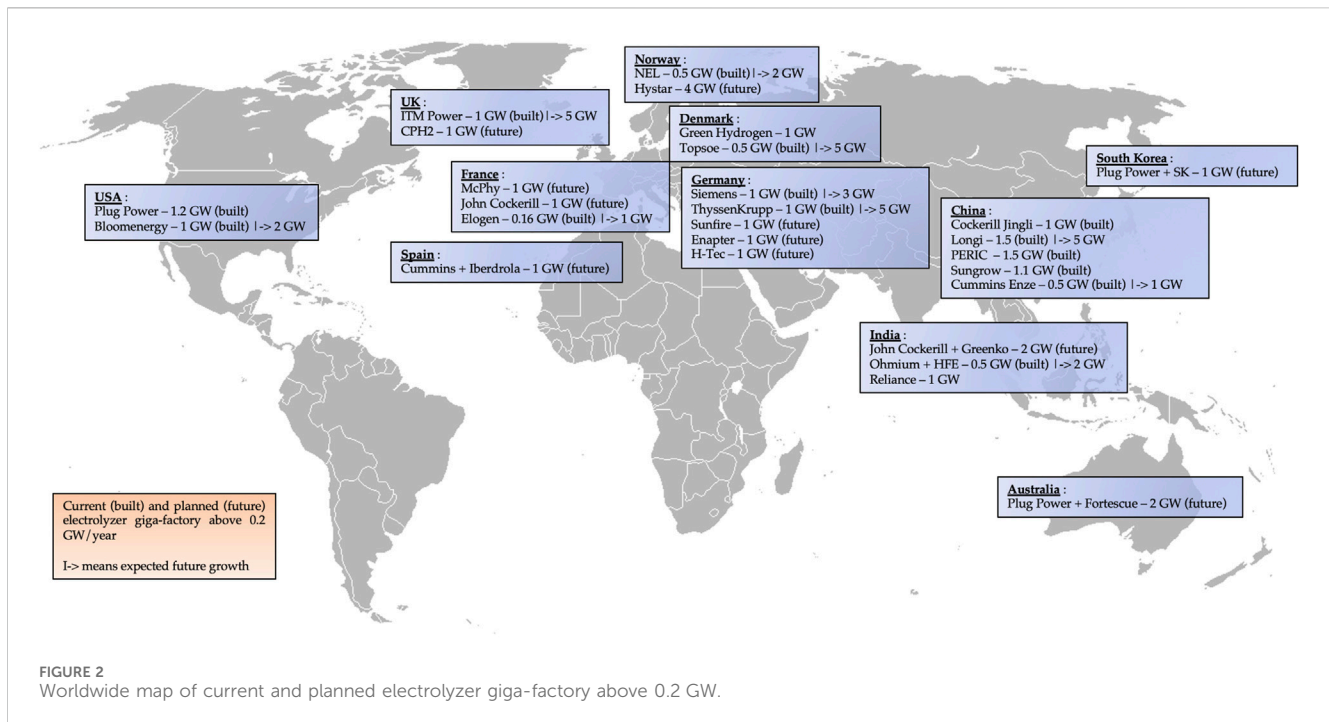 Norway :
NEL – 0.5 GW (built) |-> 2 GW
Hystar – 4 GW (future)
UK :
ITM Power – 1 GW (built) |-> 5 GW
CPH2 – 1 GW (future)
Denmark :
Green Hydrogen – 1 GW
Topsoe – 0.5 GW (built) |-> 5 GW
South Korea :
Plug Power + SK – 1 GW (future)
France :
McPhy – 1 GW (future)
John Cockerill – 1 GW (future)
Elogen – 0.16 GW (built) |-> 1 GW
Germany :
Siemens – 1 GW (built) |-> 3 GW
ThyssenKrupp – 1 GW (built) |-> 5 GW
Sunfire – 1 GW (future)
Enapter – 1 GW (future)
H-Tec – 1 GW (future)
USA :
Plug Power – 1.2 GW (built)
Bloomenergy – 1 GW (built) |-> 2 GW
China :
Cockerill Jingli – 1 GW (built)
Longi – 1.5 (built) |-> 5 GW
PERIC – 1.5 GW (built)
Sungrow – 1.1 GW (built)
Cummins Enze – 0.5 GW (built) |-> 1 GW
Spain :
Cummins + Iberdrola – 1 GW (future)
India :
John Cockerill + Greenko – 2 GW (future)
Ohmium + HFE – 0.5 GW (built) |-> 2 GW
Reliance – 1 GW
Australia :
Plug Power + Fortescue – 2 GW (future)
Current (built) and planned (future)
electrolyzer giga-factory above 0.2
GW/year
I-> means expected future growth
FIGURE 2
Worldwide map of current and planned electrolyzer giga-factory above 0.2 GW.